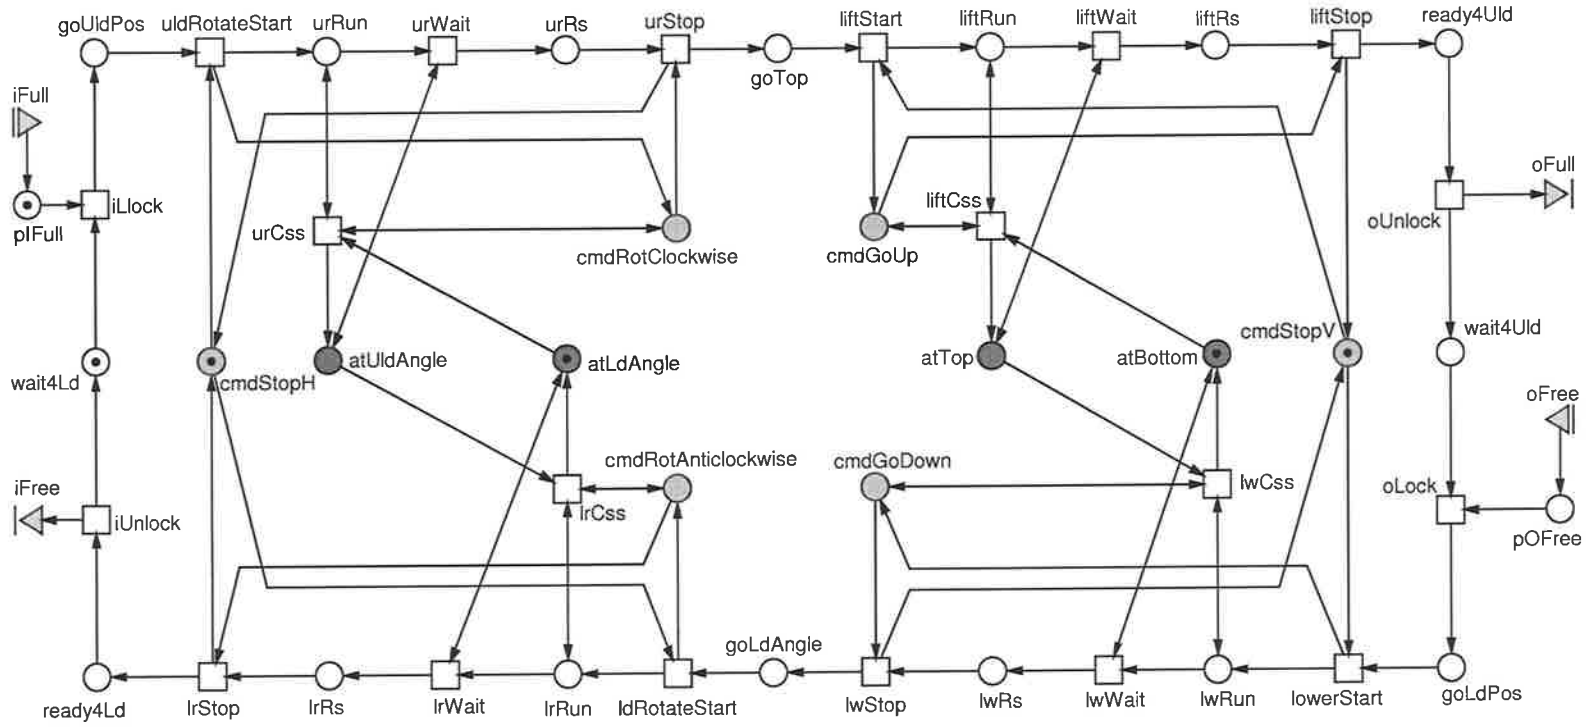 goUldPos
uldRotateStart
urRun
urWait
urRs
urStop
goTop
liftStart
liftRun
liftWait
liftRs
liftStop
ready4Uld
iFull
pIFull
iLlock
urCss
cmdRotClockwise
cmdGoUp
liftCss
oFull
oUnlock
wait4Ld
cmdStopH
atUldAngle
atLdAngle
atTop
atBottom
cmdStopV
wait4Uld
oFree
iFree
iUnlock
cmdRotAnticlockwise
lrCss
cmdGoDown
lwCss
oLock
pOFree
ready4Ld
lrStop
lrRs
lrWait
lrRun
ldRotateStart
goLdAngle
lwStop
lwRs
lwWait
lwRun
lowerStart
goLdPos